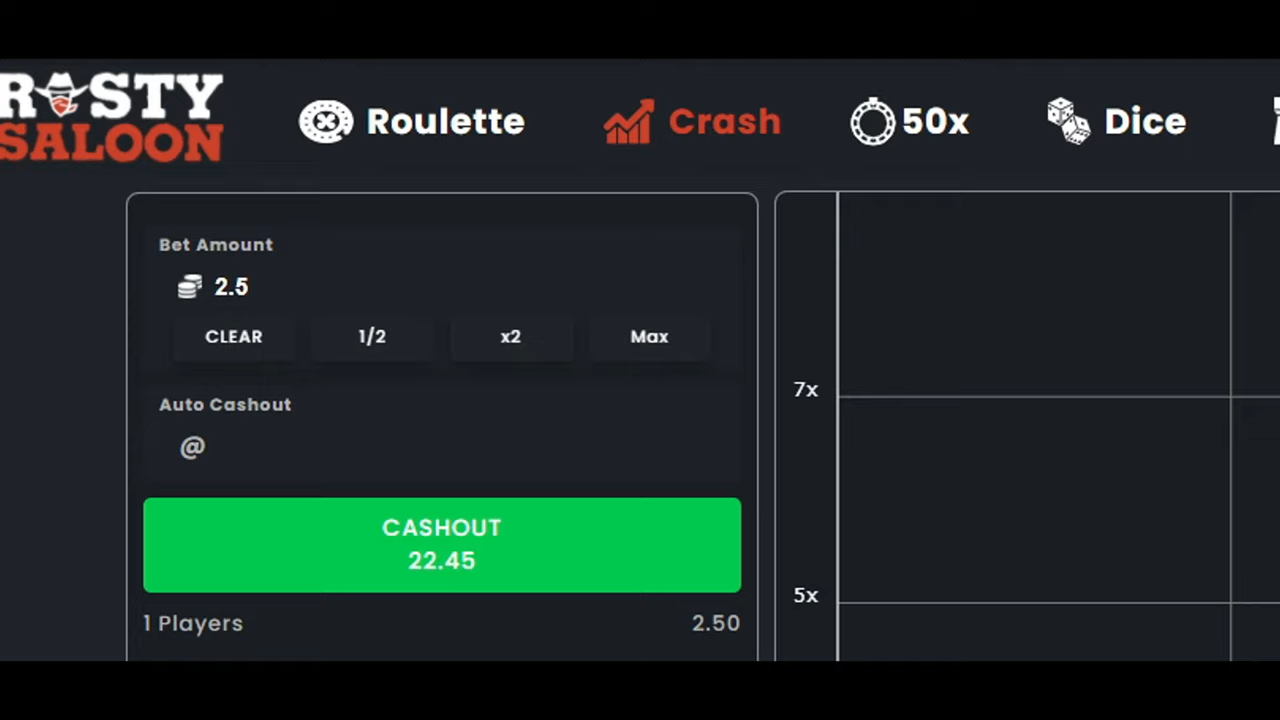 RUSTY
SALOON
Roulette
Crash
50x
Dice
Bet Amount
2.5
CLEAR
1/2
x2
Max
Auto Cashout
@
CASHOUT
22.45
1 Players
2.50
7x
5x